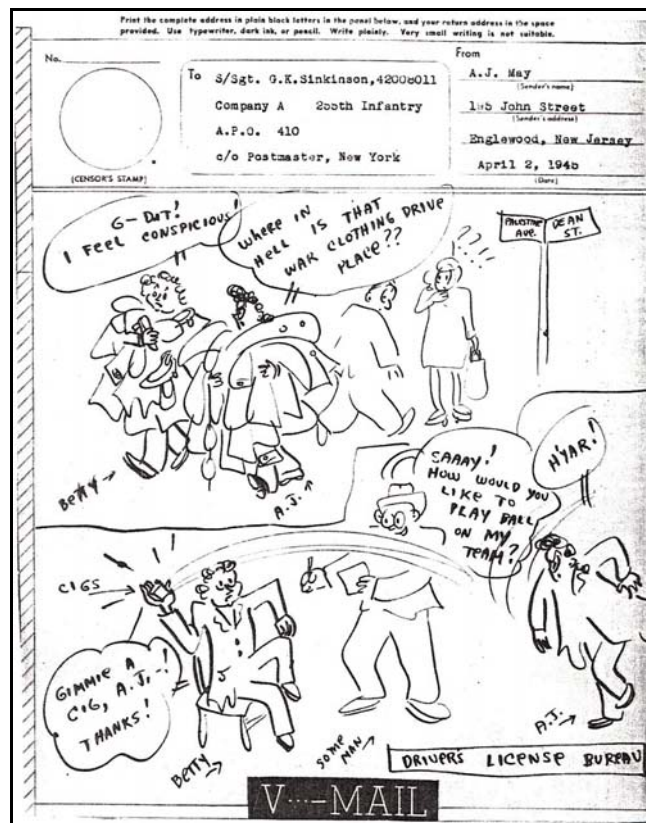 Print the complete address in plain black letters in the panel below, and your return address in the space
provided. Use typewriter, dark ink, or pencil. Write plainly. Very small writing is not suitable.
No.
(CENSOR'S STAMP)
To S/Sgt. G.K.Sinkinson,42008011
Company A 255th Infantry
A.P.O. 410
c/o Postmaster, New York
From
A.J. May
(Sender's name)
John Street
(Sender's address)
Englewood, New Jersey
April 2, 1945
(Date)
I FEEL CONSPICIOUS!
WHERE IN
HELL IS THAT
WAR CLOTHING DRIVE
PLACE??
????
PALISADE
AVE.
DEAN
ST.
BETTY
A.J.
SAAAY!
HOW WOULD YOU
LIKE TO
PLAY BALL
ON MY
TEAM?
H'YAR!
CIGS
GIMMIE A
CIG, A.J.,-!
THANKS!
BETTY
SOME
MAN
A.J.
DRIVER'S LICENSE BUREAU
V···—MAIL